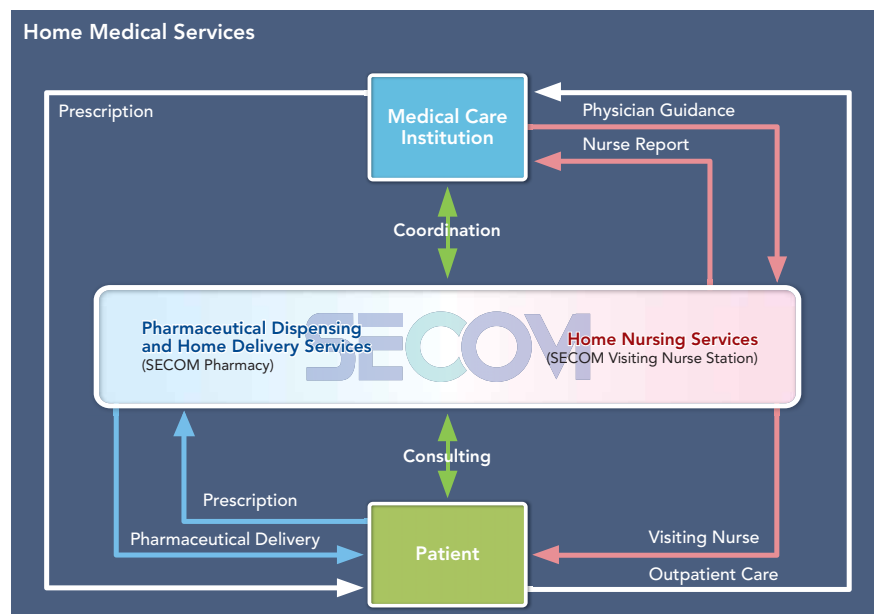 Home Medical Services
Prescription
Medical Care
Institution
Physician Guidance
Nurse Report
Coordination
SECOM
Pharmaceutical Dispensing
and Home Delivery Services
(SECOM Pharmacy)
Home Nursing Services
(SECOM Visiting Nurse Station)
Consulting
Prescription
Pharmaceutical Delivery
Patient
Visiting Nurse
Outpatient Care